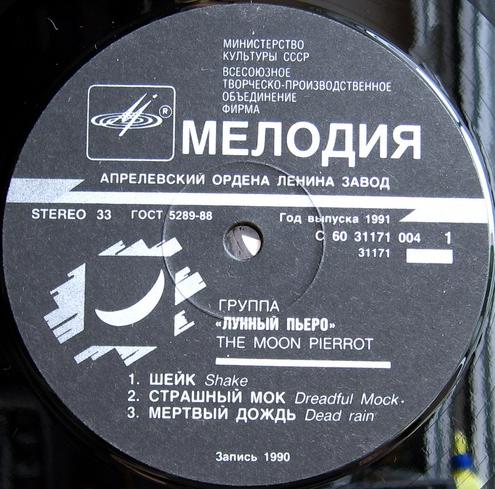 МИНИСТЕРСТВО
КУЛЬТУРЫ СССР
ВСЕСОЮЗНОЕ
ТВОРЧЕСКО-ПРОИЗВОДСТВЕННОЕ
ОБЪЕДИНЕНИЕ
ФИРМА
®
МЕЛОДИЯ
АПРЕЛЕВСКИЙ ОРДЕНА ЛЕНИНА ЗАВОД
STEREO 33 ГОСТ 5289-88 Год выпуска 1991
С 60 31171 004 1
31171
ГРУППА
«ЛУННЫЙ ПЬЕРО»
THE MOON PIERROT
1. ШЕЙК Shake
2. СТРАШНЫЙ МОК Dreadful Mock.
3. МЕРТВЫЙ ДОЖДЬ Dead rain
Запись 1990